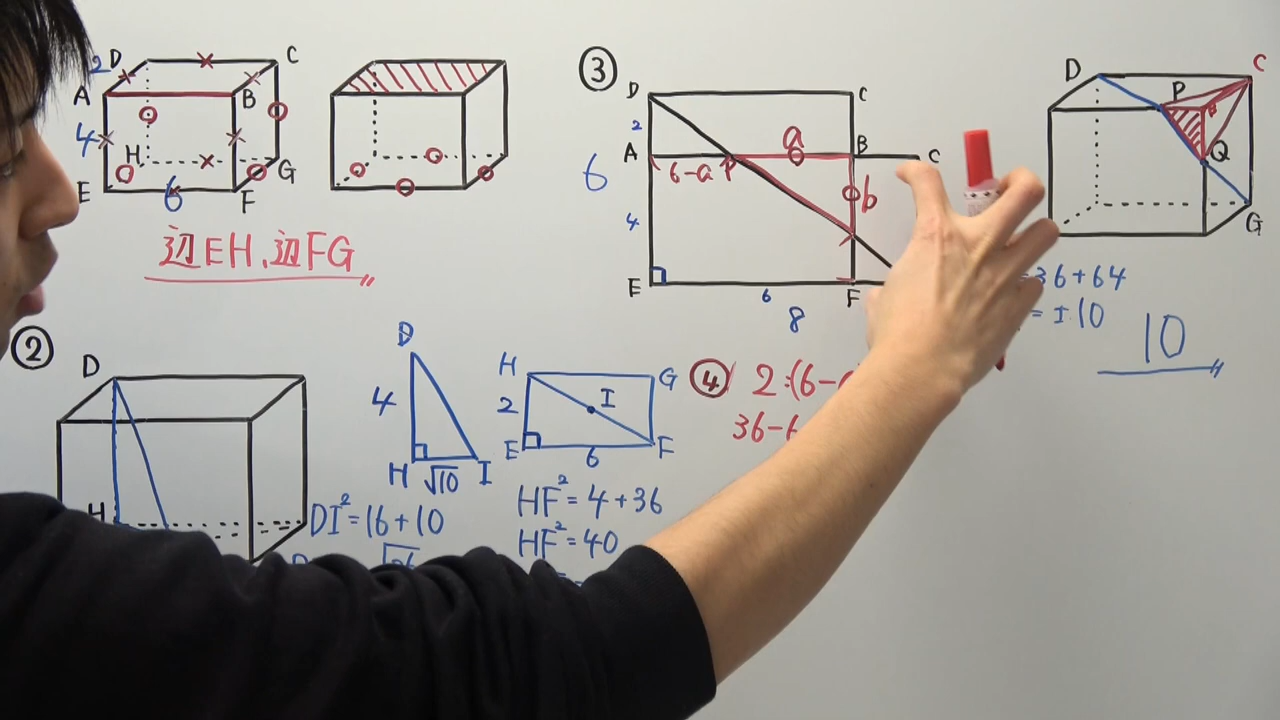 D C
2
A B
4
H G
E 6 F
辺EH、辺FG
②
D
H
D
4
H √10 I
DI²=16+10
H G
2 I
E 6 F
HF²=4+36
HF²=40
③
D C
2
A 6-a P a B C
6 b
4
E 6 F
8
④ 2:(6-
36-6
D C
P B
Q
G
36+64
=±10
10